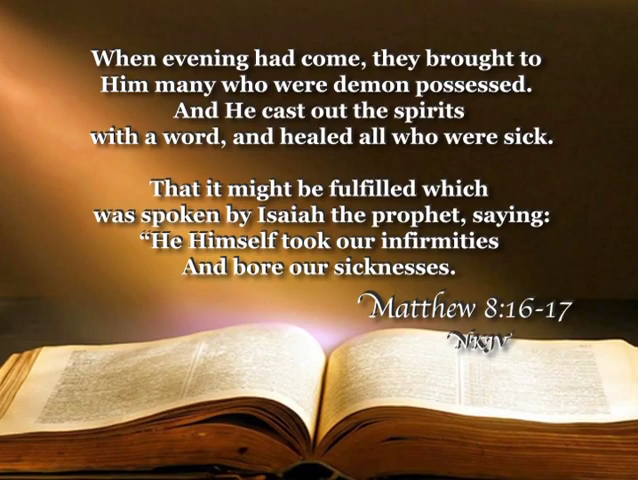 When evening had come, they brought to
Him many who were demon possessed.
And He cast out the spirits
with a word, and healed all who were sick.
That it might be fulfilled which
was spoken by Isaiah the prophet, saying:
“He Himself took our infirmities
And bore our sicknesses.
Matthew 8:16-17
NKJV